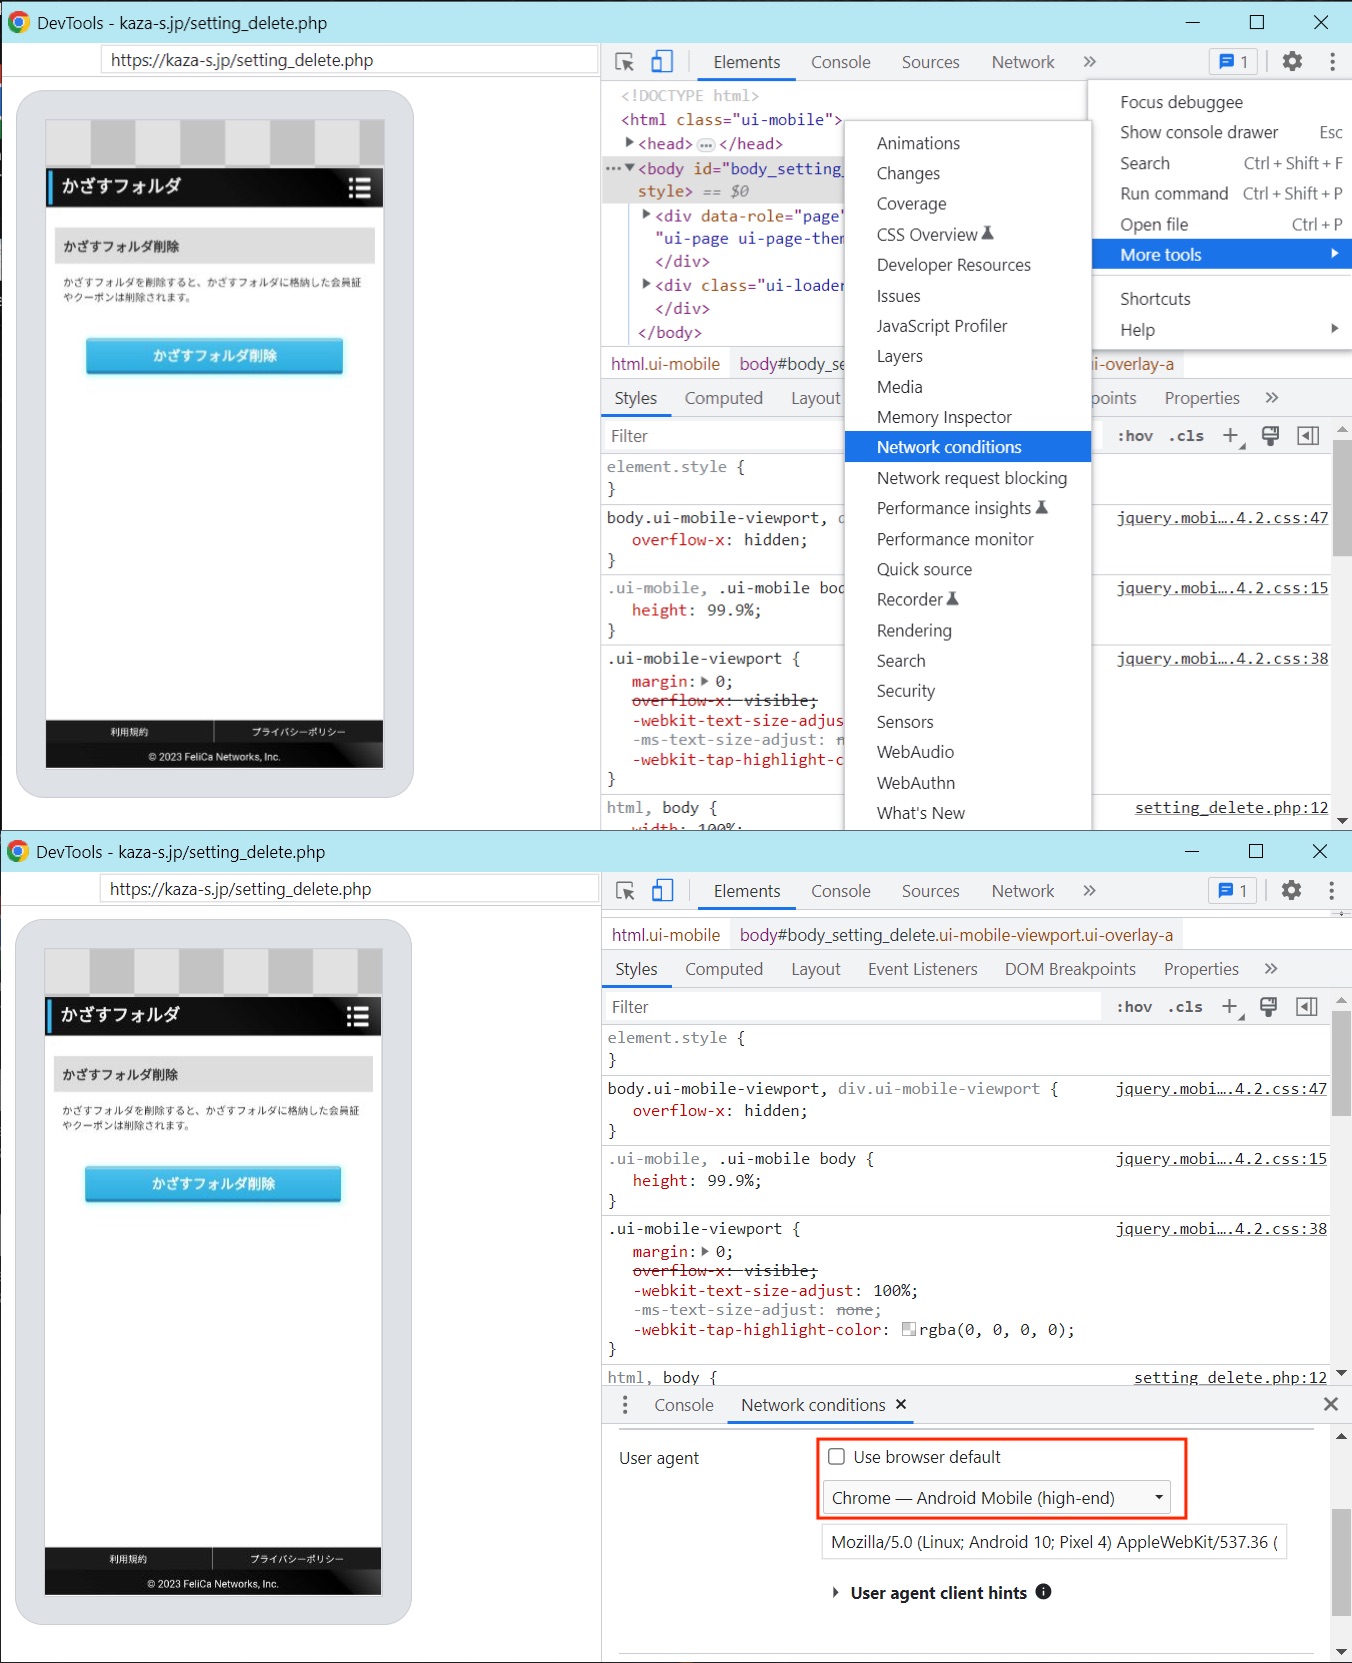 DevTools - kaza-s.jp/setting_delete.php
https://kaza-s.jp/setting_delete.php
かざすフォルダ
かざすフォルダ削除
かざすフォルダを削除すると、かざすフォルダに格納した会員証
やクーポンは削除されます。
かざすフォルダ削除
利用規約 プライバシーポリシー
© 2023 FeliCa Networks, Inc.
Elements Console Sources Network » 1
<!DOCTYPE html>
<html class="ui-mobile">
<head> ••• </head>
••• <body id="body_setting_
style> == $0
<div data-role="page"
"ui-page ui-page-then
</div>
<div class="ui-loader
</div>
</body>
html.ui-mobile body#body_se
i-overlay-a
Styles Computed Layout
points Properties »
Filter
:hov .cls +
element.style {
}
body.ui-mobile-viewport, d
jquery.mobi….4.2.css:47
overflow-x: hidden;
}
.ui-mobile, .ui-mobile bod
jquery.mobi….4.2.css:15
height: 99.9%;
}
.ui-mobile-viewport {
jquery.mobi….4.2.css:38
margin: 0;
overflow-x: visible;
-webkit-text-size-adjus
-ms-text-size-adjust: n
-webkit-tap-highlight-c
}
html, body {
setting_delete.php:12
width: 100%;
Animations
Changes
Coverage
CSS Overview
Developer Resources
Issues
JavaScript Profiler
Layers
Media
Memory Inspector
Network conditions
Network request blocking
Performance insights
Performance monitor
Quick source
Recorder
Rendering
Search
Security
Sensors
WebAudio
WebAuthn
What's New
Focus debuggee
Show console drawer Esc
Search Ctrl + Shift + F
Run command Ctrl + Shift + P
Open file Ctrl + P
More tools
Shortcuts
Help
DevTools - kaza-s.jp/setting_delete.php
https://kaza-s.jp/setting_delete.php
かざすフォルダ
かざすフォルダ削除
かざすフォルダを削除すると、かざすフォルダに格納した会員証
やクーポンは削除されます。
かざすフォルダ削除
利用規約 プライバシーポリシー
© 2023 FeliCa Networks, Inc.
Elements Console Sources Network » 1
html.ui-mobile body#body_setting_delete.ui-mobile-viewport.ui-overlay-a
Styles Computed Layout Event Listeners DOM Breakpoints Properties »
Filter :hov .cls +
element.style {
}
body.ui-mobile-viewport, div.ui-mobile-viewport { jquery.mobi….4.2.css:47
overflow-x: hidden;
}
.ui-mobile, .ui-mobile body { jquery.mobi….4.2.css:15
height: 99.9%;
}
.ui-mobile-viewport { jquery.mobi….4.2.css:38
margin: 0;
overflow-x: visible;
-webkit-text-size-adjust: 100%;
-ms-text-size-adjust: none;
-webkit-tap-highlight-color: rgba(0, 0, 0, 0);
}
html, body { setting_delete.php:12
Console Network conditions ×
User agent Use browser default
Chrome — Android Mobile (high-end)
Mozilla/5.0 (Linux; Android 10; Pixel 4) AppleWebKit/537.36 (
User agent client hints